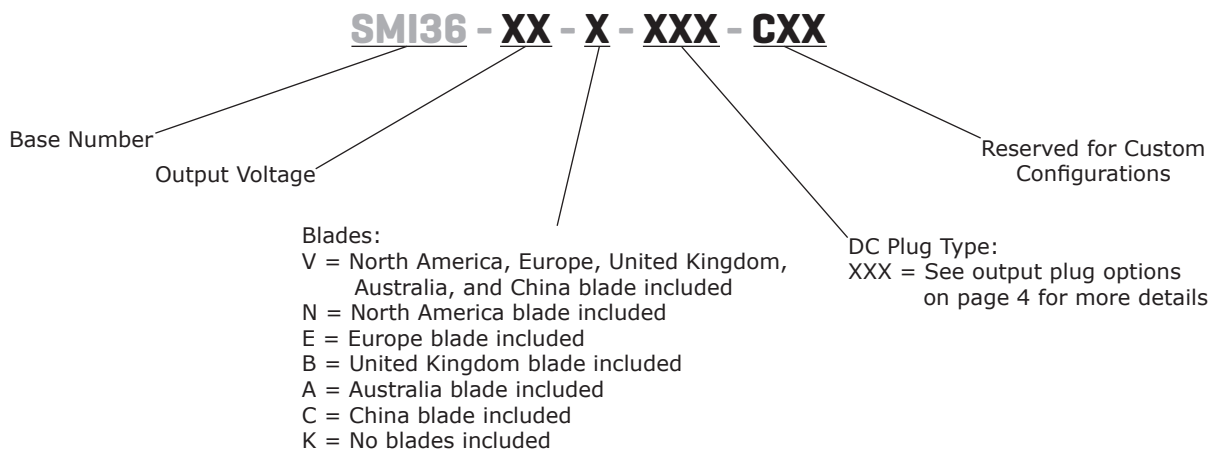 SMI36 - XX - X - XXX - CXX
Base Number
Output Voltage
Reserved for Custom
Configurations
Blades:
V = North America, Europe, United Kingdom,
Australia, and China blade included
N = North America blade included
E = Europe blade included
B = United Kingdom blade included
A = Australia blade included
C = China blade included
K = No blades included
DC Plug Type:
XXX = See output plug options
on page 4 for more details